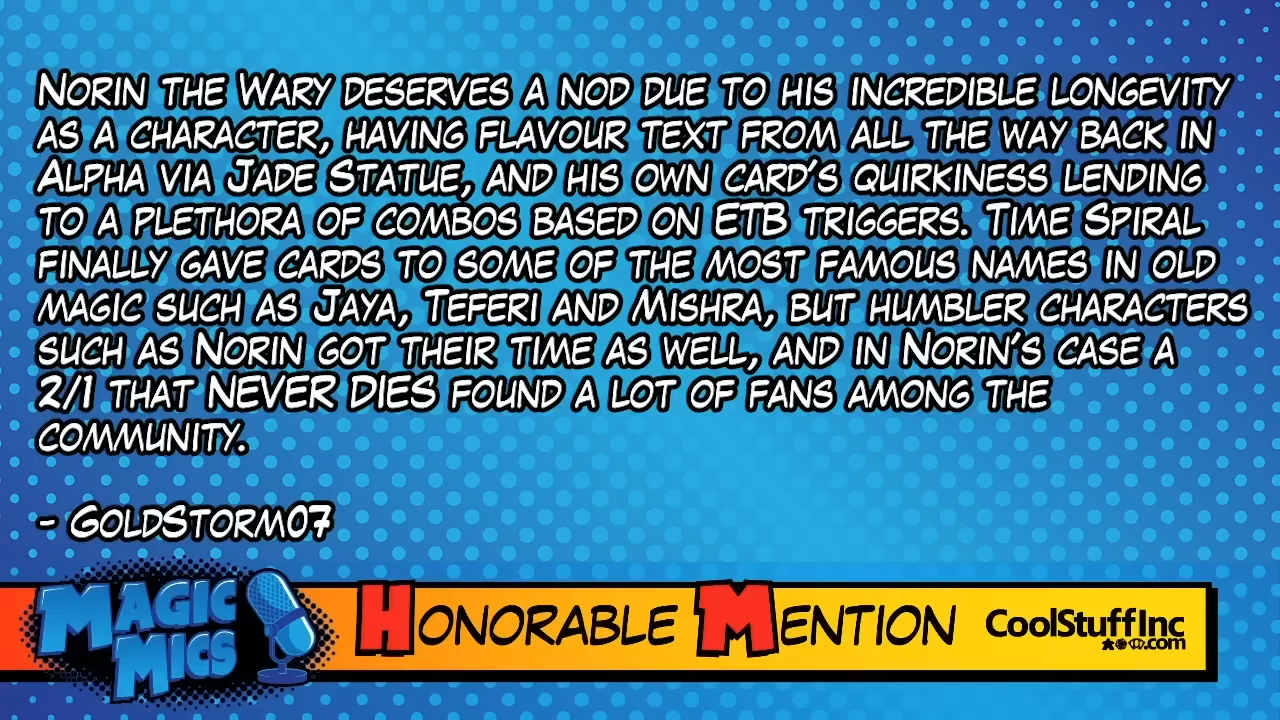 Norin the Wary deserves a nod due to his incredible longevity
as a character, having flavour text from all the way back in
Alpha via Jade Statue, and his own card's quirkiness lending
to a plethora of combos based on ETB triggers. Time Spiral
finally gave cards to some of the most famous names in old
magic such as Jaya, Teferi and Mishra, but humbler characters
such as Norin got their time as well, and in Norin's case a
2/1 that NEVER DIES found a lot of fans among the
community.
- GoldStorm07
Magic
Mics
Honorable Mention
CoolStuffInc
.com